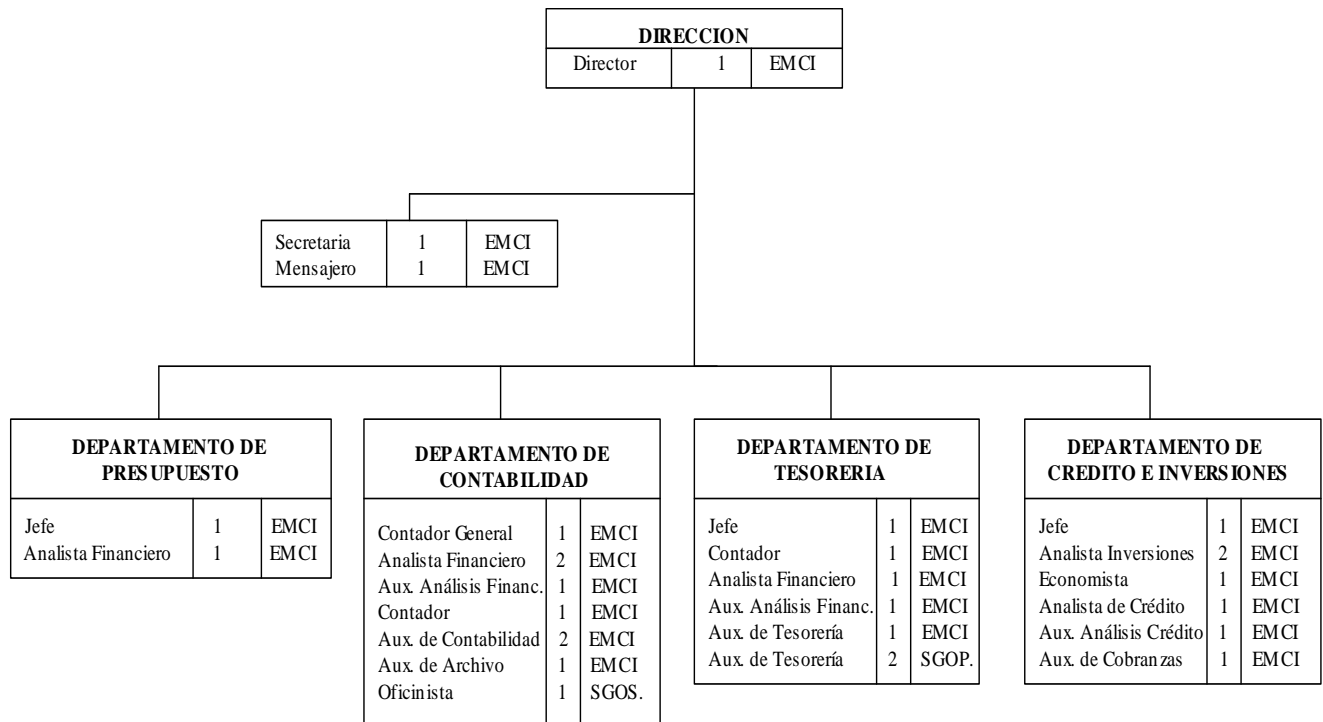 DIRECCION
Director 1 EMCI
Secretaria 1 EMCI
Mensajero 1 EMCI
DEPARTAMENTO DE
PRESUPUESTO
Jefe 1 EMCI
Analista Financiero 1 EMCI
DEPARTAMENTO DE
CONTABILIDAD
Contador General 1 EMCI
Analista Financiero 2 EMCI
Aux. Análisis Financ. 1 EMCI
Contador 1 EMCI
Aux. de Contabilidad 2 EMCI
Aux. de Archivo 1 EMCI
Oficinista 1 SGOS.
DEPARTAMENTO DE
TESORERIA
Jefe 1 EMCI
Contador 1 EMCI
Analista Financiero 1 EMCI
Aux. Análisis Financ. 1 EMCI
Aux. de Tesorería 1 EMCI
Aux. de Tesorería 2 SGOP.
DEPARTAMENTO DE
CREDITO E INVERSIONES
Jefe 1 EMCI
Analista Inversiones 2 EMCI
Economista 1 EMCI
Analista de Crédito 1 EMCI
Aux. Análisis Crédito 1 EMCI
Aux. de Cobranzas 1 EMCI